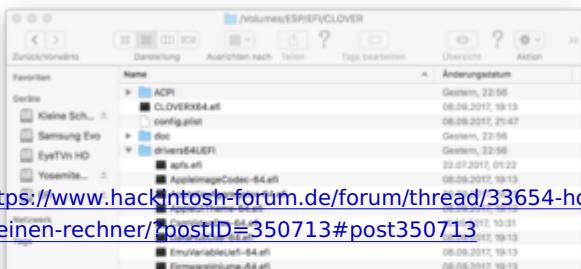 /Volumes/ESP/EFI/CLOVER
Zurück/Vorwärts Darstellung Ausrichten nach Teilen Tags bearbeiten Übersicht Aktion
Favoriten Name Änderungsdatum
Geräte
ACPI Gestern, 22:56
Kleine Sch... CLOVERX64.efi 08.09.2017, 19:13
config.plist 06.09.2017, 21:47
Samsung Evo doc Gestern, 22:56
EyeTVn HD drivers64UEFI Gestern, 22:56
apfs.efi 22.07.2017, 01:22
Yosemite... AppleImageCodec-64.efi 08.09.2017, 19:13
tps://www.hackintosh-forum.de/forum/thread/33654-ho
Netzwerk
einen-rechner/?postID=350713#post350713
Tags
EmuVariableUefi-64.efi 08.09.2017, 19:13
FirmwareVolume-64.efi 08.09.2017, 19:13